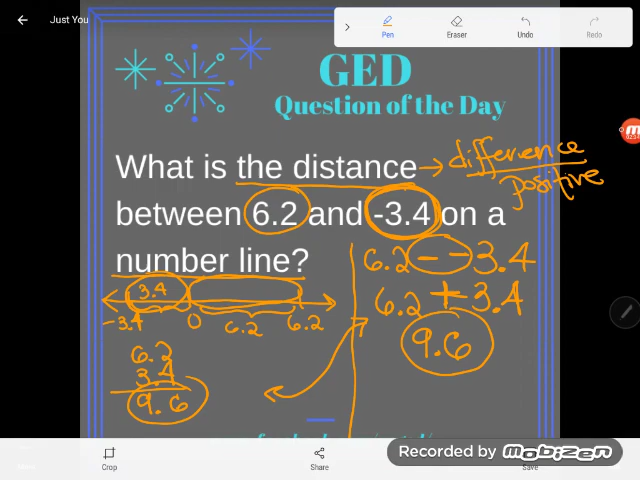 Just You
Pen
Eraser
Undo
Redo
GED
Question of the Day
What is the distance
between 6.2 and -3.4 on a
number line?
→ difference
positive
6.2 - - 3.4
6.2 + 3.4
9.6
3.4
-3.4 0 6.2 6.2
6.2
3.4
9.6
Recorded by mobizen
Crop
Share
Save